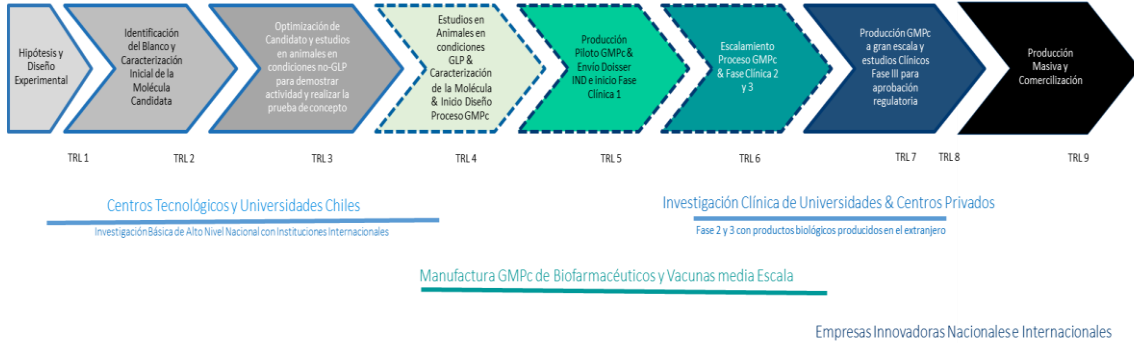 Hipótesis y
Diseño
Experimental
Identificación
del Blanco y
Caracterización
Inicial de la
Molécula
Candidata
Optimización de
Candidato y estudios
en animales en
condiciones no-GLP
para demostrar
actividad y realizar la
prueba de concepto
Estudios en
Animales en
condiciones
GLP &
Caracterización
de la Molécula
& Inicio Diseño
Proceso GMPc
Producción
Piloto GMPc &
Envío Doisser
IND e inicio Fase
Clínica 1
Escalamiento
Proceso GMPc
& Fase Clínica 2
y 3
Producción GMPc
a gran escala y
estudios Clínicos
Fase III para
aprobación
regulatoria
Producción
Masiva y
Comercilización
TRL 1
TRL 2
TRL 3
TRL 4
TRL 5
TRL 6
TRL 7
TRL 8
TRL 9
Centros Tecnológicos y Universidades Chiles
Investigación Básica de Alto Nivel Nacional con Instituciones Internacionales
Investigación Clínica de Universidades & Centros Privados
Fase 2 y 3 con productos biológicos producidos en el extranjero
Manufactura GMPc de Biofarmacéuticos y Vacunas media Escala
Empresas Innovadoras Nacionales e Internacionales